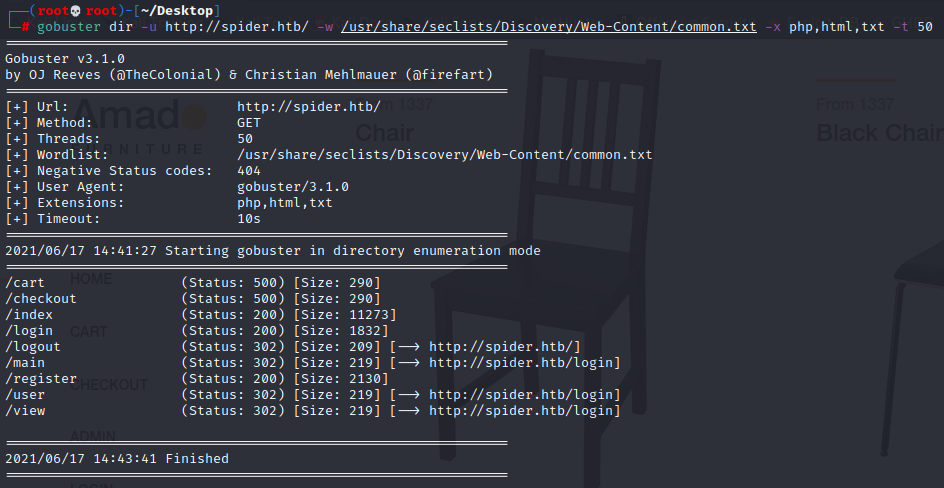 ┌──(root💀root)-[~/Desktop]
└─# gobuster dir -u http://spider.htb/ -w /usr/share/seclists/Discovery/Web-Content/common.txt -x php,html,txt -t 50
===============================================================
Gobuster v3.1.0
by OJ Reeves (@TheColonial) & Christian Mehlmauer (@firefart)
===============================================================
[+] Url:                     http://spider.htb/
[+] Method:                  GET
[+] Threads:                 50
[+] Wordlist:                /usr/share/seclists/Discovery/Web-Content/common.txt
[+] Negative Status codes:   404
[+] User Agent:              gobuster/3.1.0
[+] Extensions:              php,html,txt
[+] Timeout:                 10s
===============================================================
2021/06/17 14:41:27 Starting gobuster in directory enumeration mode
===============================================================
/cart                 (Status: 500) [Size: 290]
/checkout             (Status: 500) [Size: 290]
/index                (Status: 200) [Size: 11273]
/login                (Status: 200) [Size: 1832]
/logout               (Status: 302) [Size: 209] [--> http://spider.htb/]
/main                 (Status: 302) [Size: 219] [--> http://spider.htb/login]
/register             (Status: 200) [Size: 2130]
/user                 (Status: 302) [Size: 219] [--> http://spider.htb/login]
/view                 (Status: 302) [Size: 219] [--> http://spider.htb/login]
===============================================================
2021/06/17 14:43:41 Finished
===============================================================
Amado
FURNITURE
From 1337
Chair
From 1337
Black Chair
HOME
CART
CHECKOUT
ADMIN
LOGIN